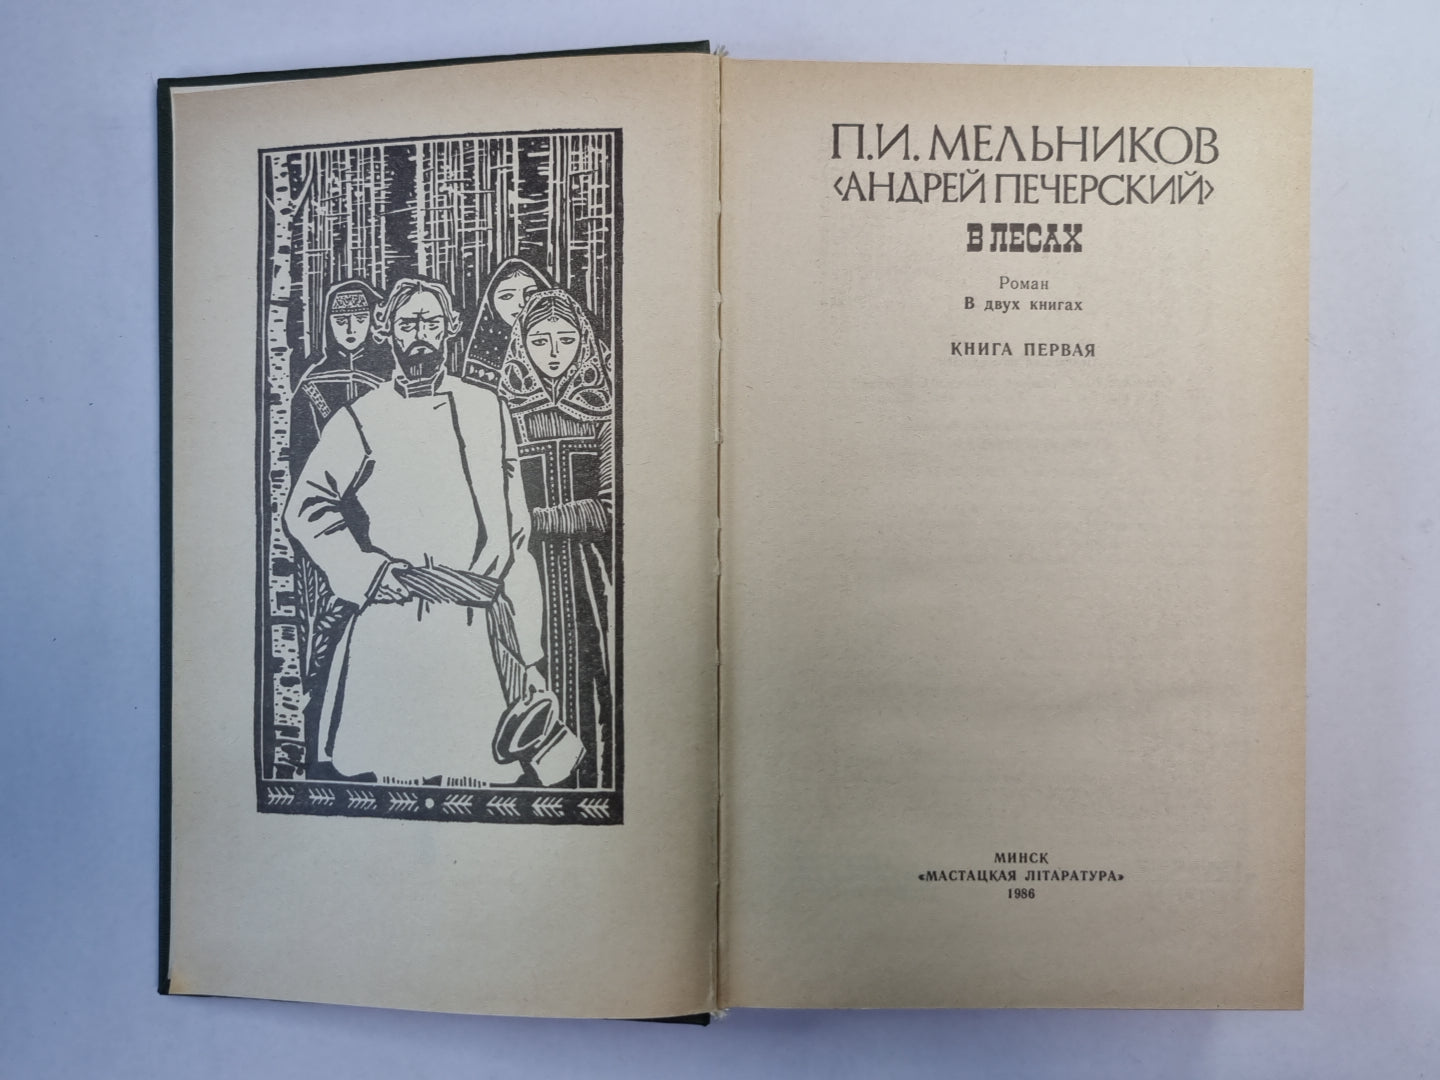 П.И. МЕЛЬНИКОВ
‹АНДРЕЙ ПЕЧЕРСКИЙ›
В ЛЕСАХ
Роман
В двух книгах
КНИГА ПЕРВАЯ
МИНСК
«МАСТАЦКАЯ ЛІТАРАТУРА»
1986